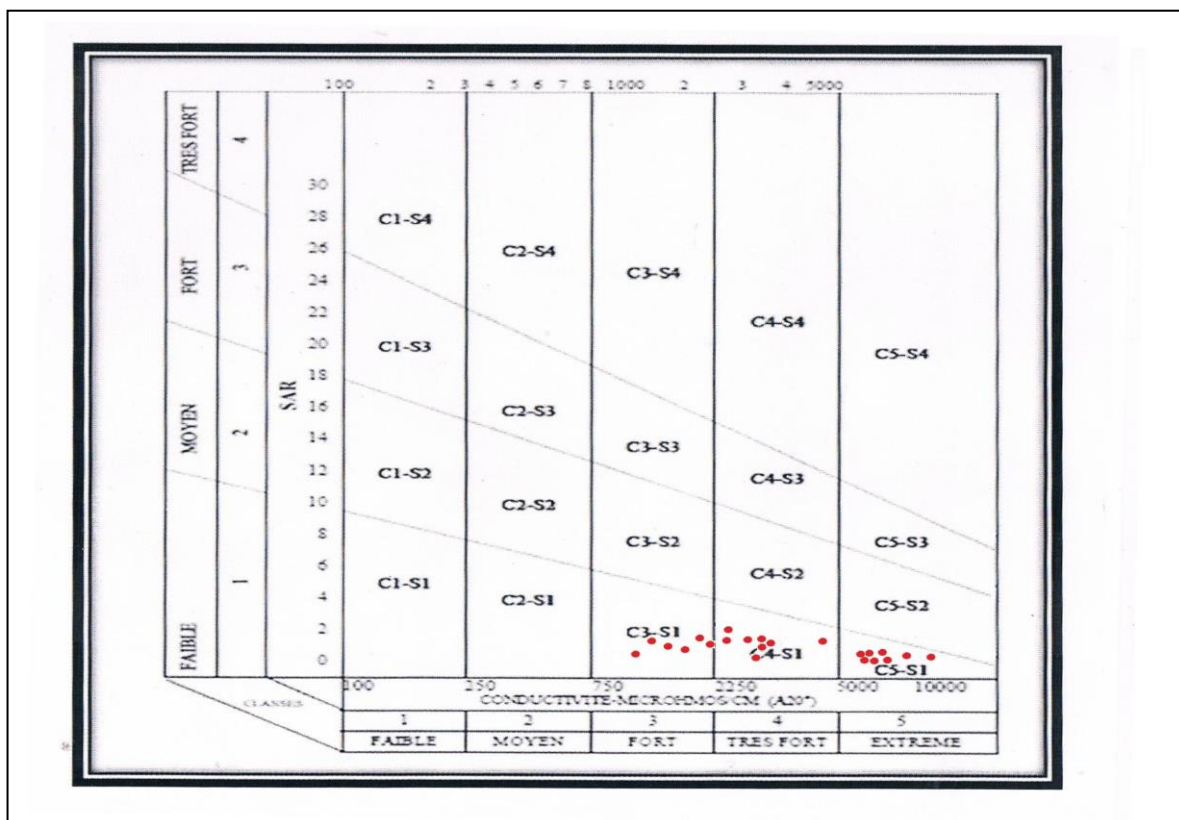 100 2 3 4 5 6 7 8 1000 2 3 4 5000
TRES FORT 4
FORT 3
MOYEN 2
FAIBLE 1
SAR
30
28
26
24
22
20
18
16
14
12
10
8
6
4
2
0
C1-S4
C2-S4
C3-S4
C4-S4
C5-S4
C1-S3
C2-S3
C3-S3
C4-S3
C5-S3
C1-S2
C2-S2
C3-S2
C4-S2
C5-S2
C1-S1
C2-S1
C3-S1
C4-S1
C5-S1
100 250 750 2250 5000 10000
CONDUCTIVITE-MICROHMOS/CM (A20°)
CLASSES
1 2 3 4 5
FAIBLE MOYEN FORT TRES FORT EXTREME